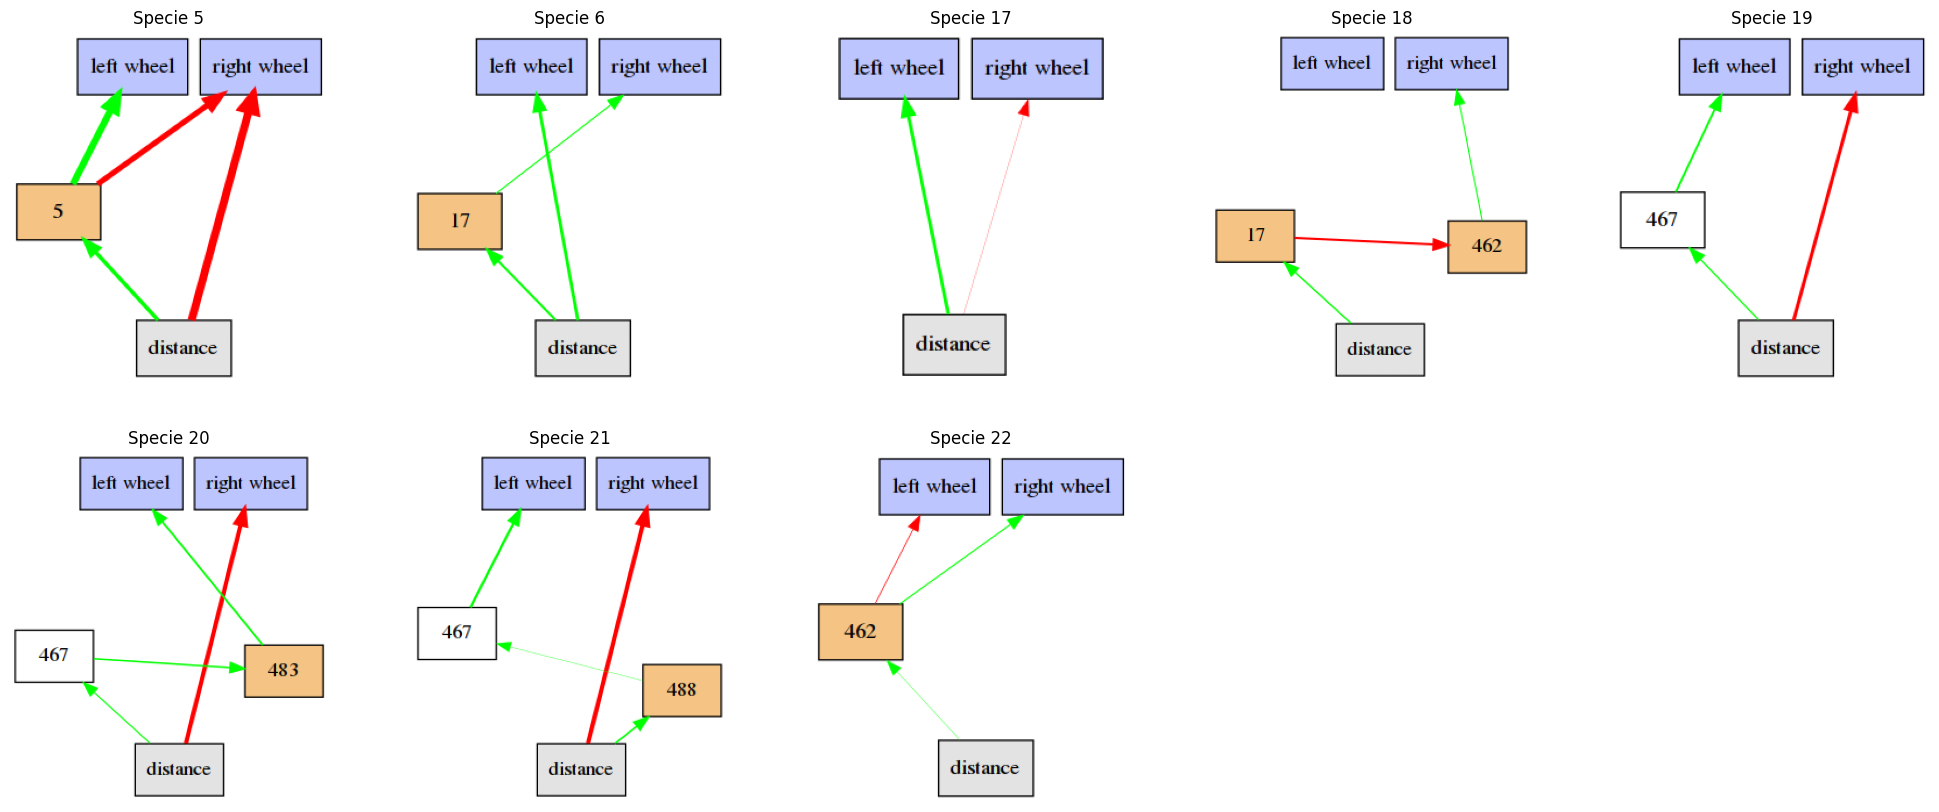 Specie 5
left wheel
right wheel
5
distance
Specie 6
left wheel
right wheel
17
distance
Specie 17
left wheel
right wheel
distance
Specie 18
left wheel
right wheel
17
462
distance
Specie 19
left wheel
right wheel
467
distance
Specie 20
left wheel
right wheel
467
483
distance
Specie 21
left wheel
right wheel
467
488
distance
Specie 22
left wheel
right wheel
462
distance